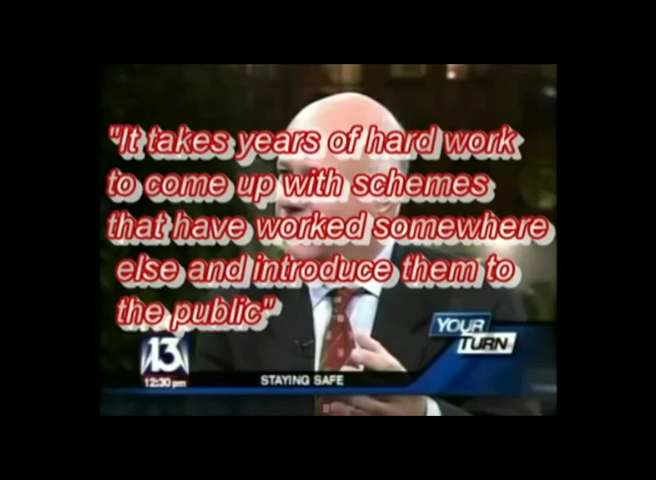 "It takes years of hard work
to come up with schemes
that have worked somewhere
else and introduce them to
the public"
YOUR
TURN
13
12:30 pm
STAYING SAFE